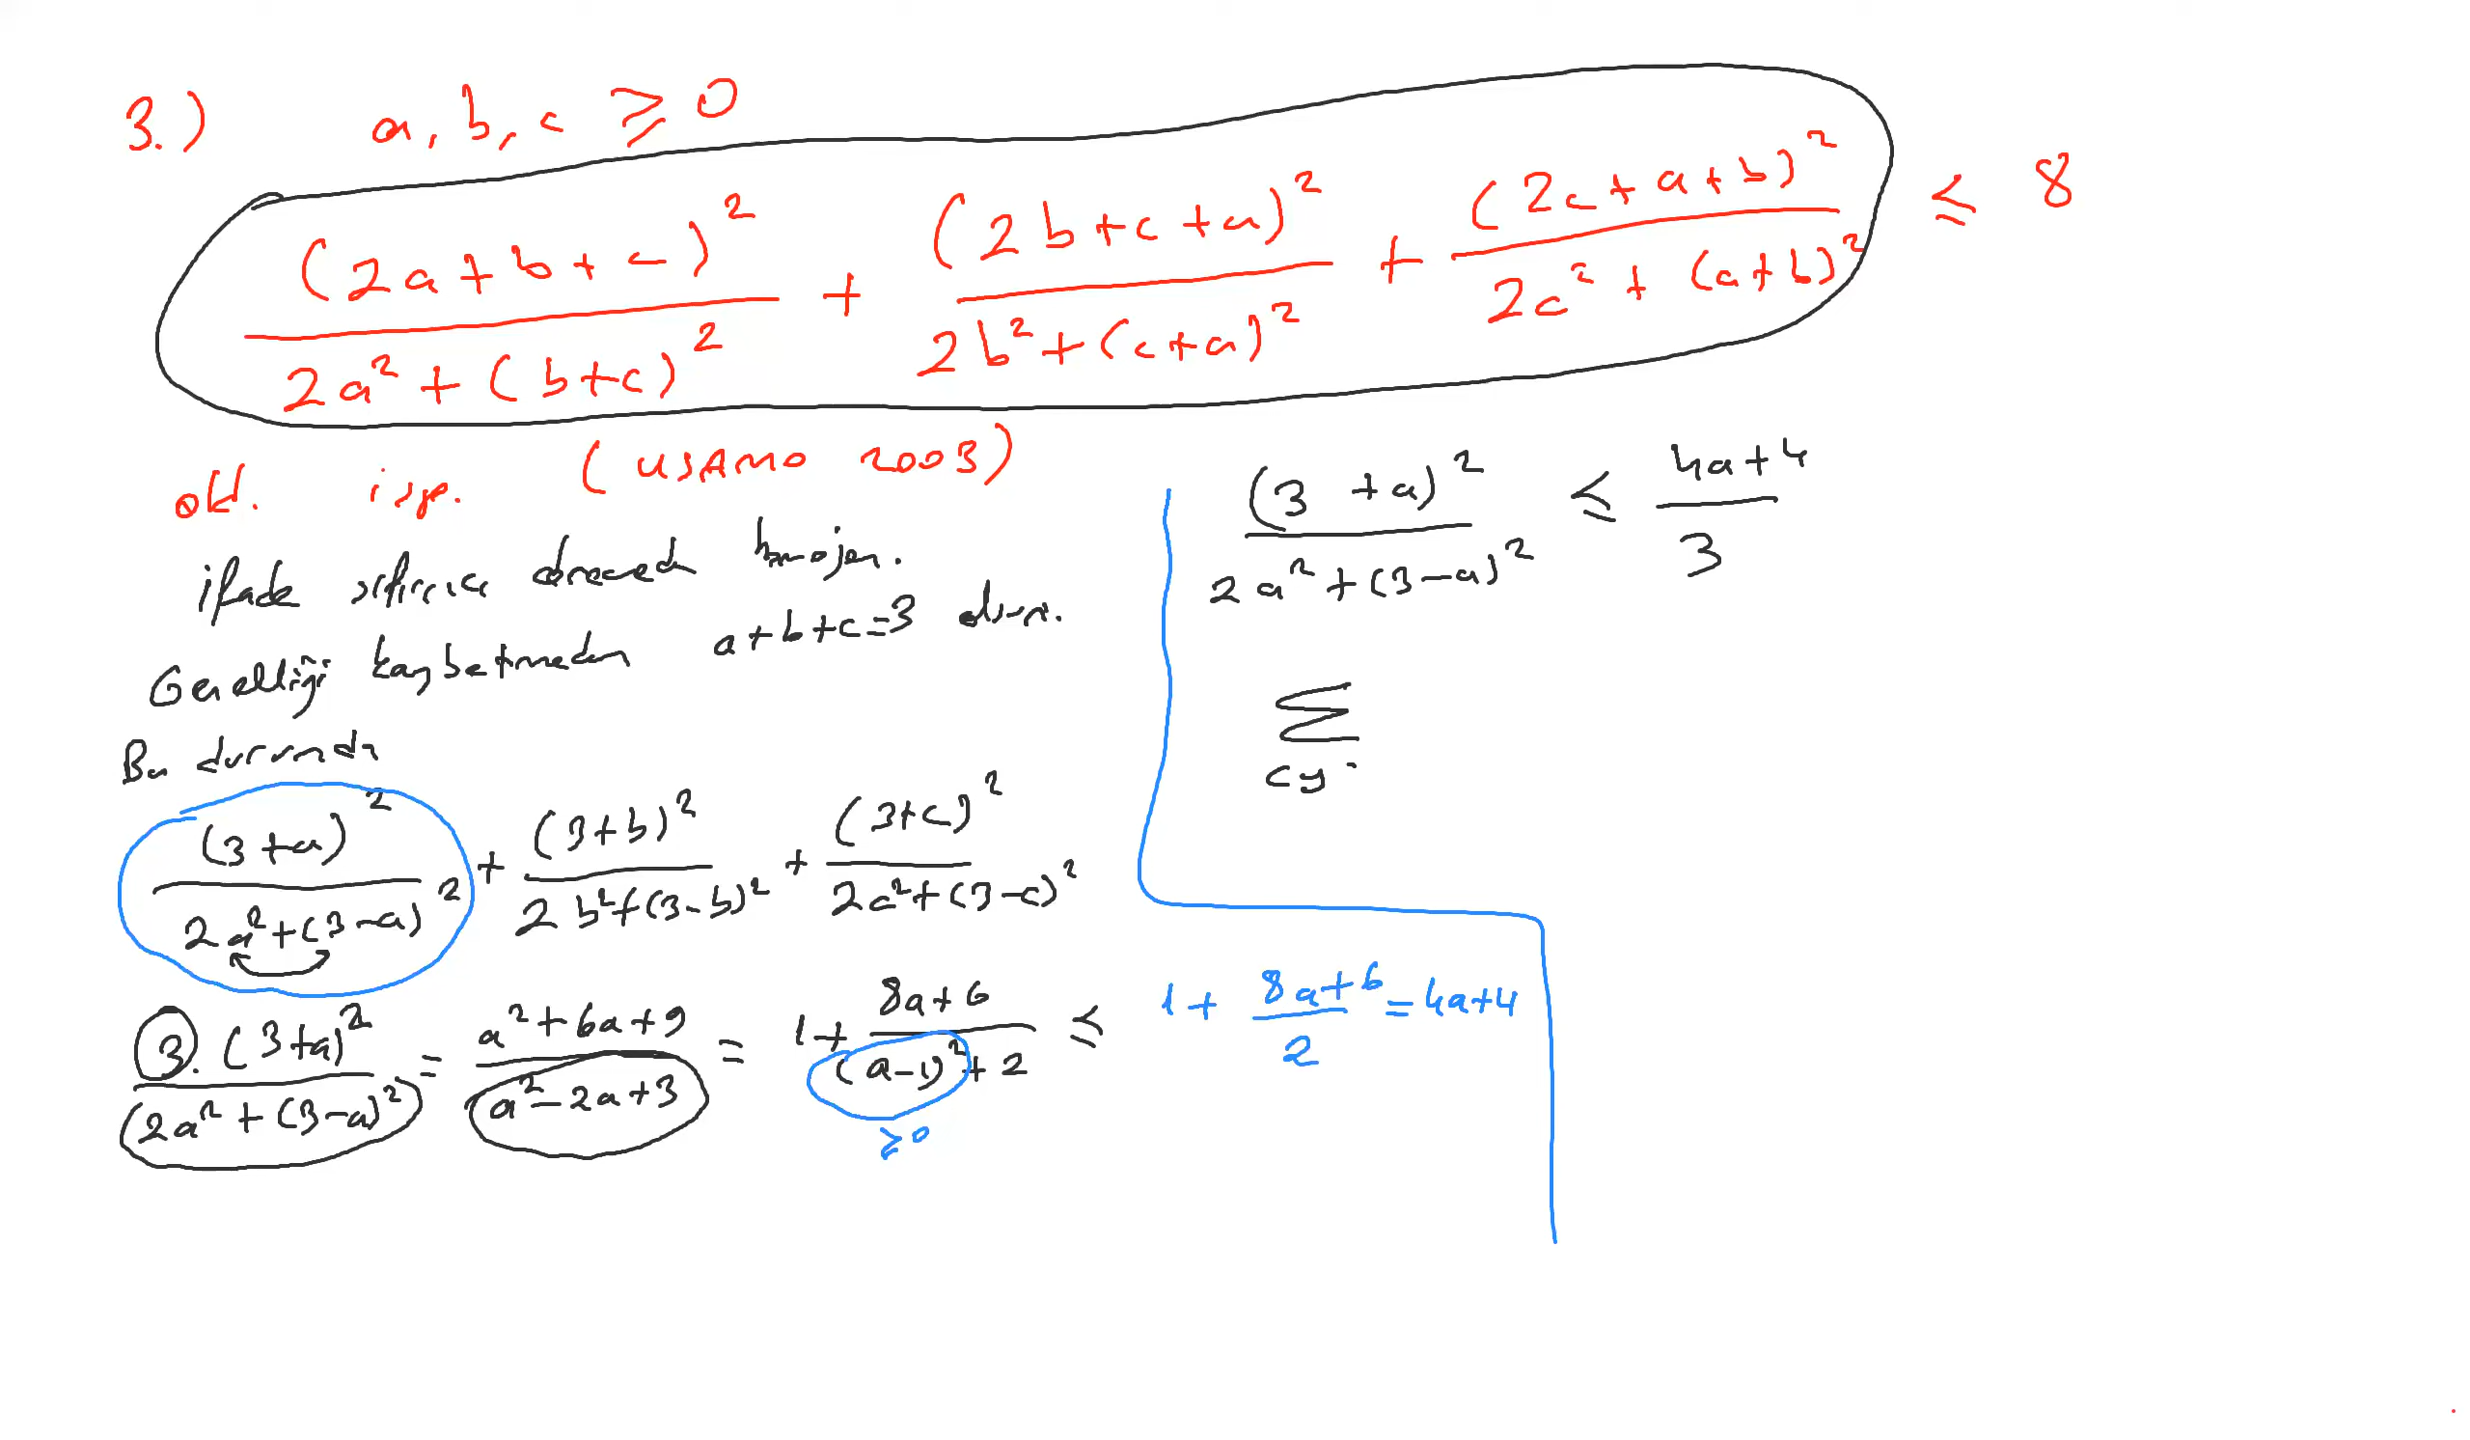 3.) a, b, c ≥ 0
(2a+b+c)² / (2a²+(b+c)²) + (2b+c+a)² / (2b²+(c+a)²) + (2c+a+b)² / (2c²+(a+b)²) ≤ 8
old. isp. (USAMO 2003)
ifade sıfırıncı dereceden homojen.
Genelliği kaybetmeden a+b+c=3 olsun.
Bu durumda
(3+a)² / (2a²+(3-a)²) + (3+b)² / (2b²+(3-b)²) + (3+c)² / (2c²+(3-c)²)
3.(3+a)² / (2a²+(3-a)²) = (a²+6a+9) / (a²-2a+3) = 1 + (8a+6) / ((a-1)²+2) ≤ 1 + (8a+6) / 2 = 4a+4
≥0
(3+a)² / (2a²+(3-a)²) ≤ (4a+4) / 3
∑
cy